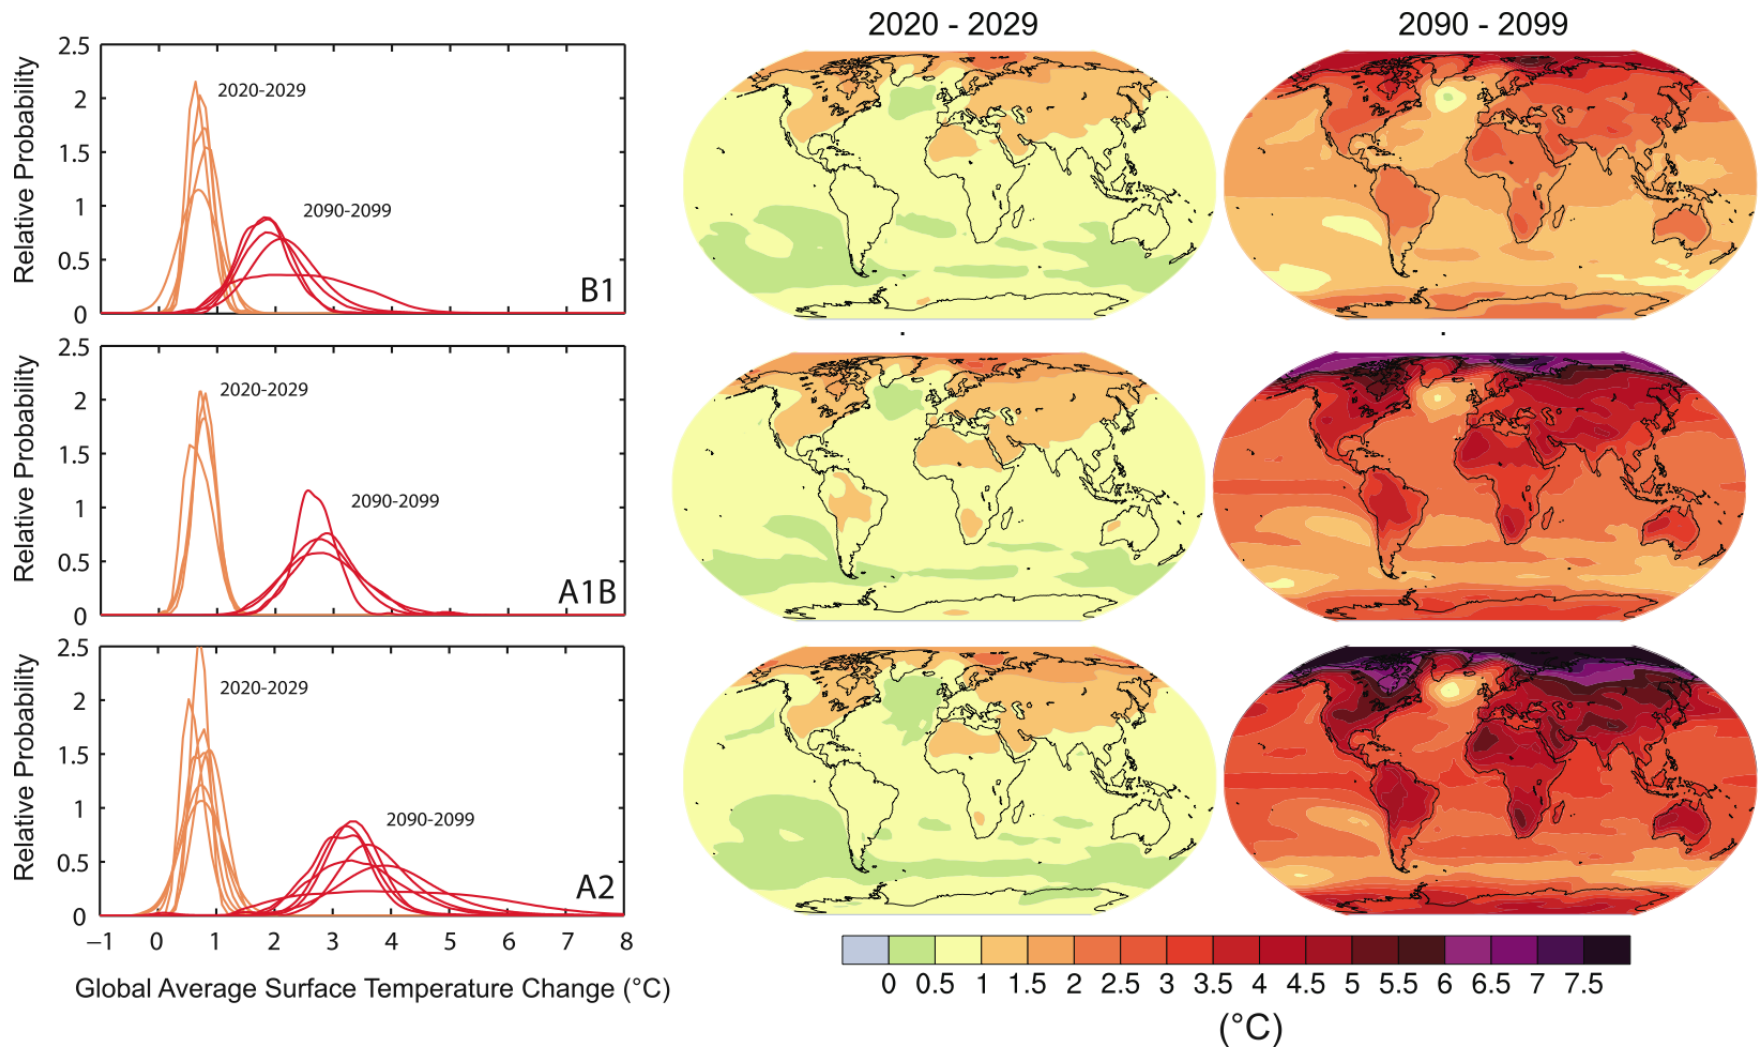 2020 - 2029
2090 - 2099
2.5
2
1.5
1
0.5
0
Relative Probability
2020-2029
2090-2099
B1
2.5
2
1.5
1
0.5
0
Relative Probability
2020-2029
2090-2099
A1B
2.5
2
1.5
1
0.5
0
Relative Probability
2020-2029
2090-2099
A2
−1 0 1 2 3 4 5 6 7 8
Global Average Surface Temperature Change (°C)
0 0.5 1 1.5 2 2.5 3 3.5 4 4.5 5 5.5 6 6.5 7 7.5
(°C)